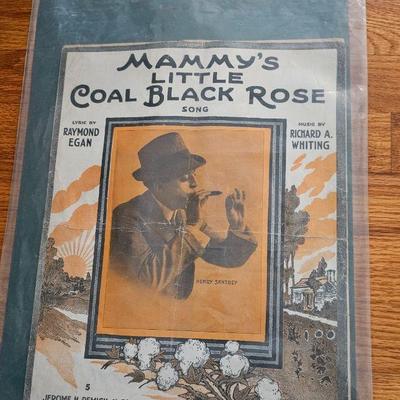 MAMMY'S
LITTLE
COAL BLACK ROSE
SONG
LYRIC BY
RAYMOND
EGAN
MUSIC BY
RICHARD A.
WHITING
HENRY SANTREY
5
JEROME H. REMICK